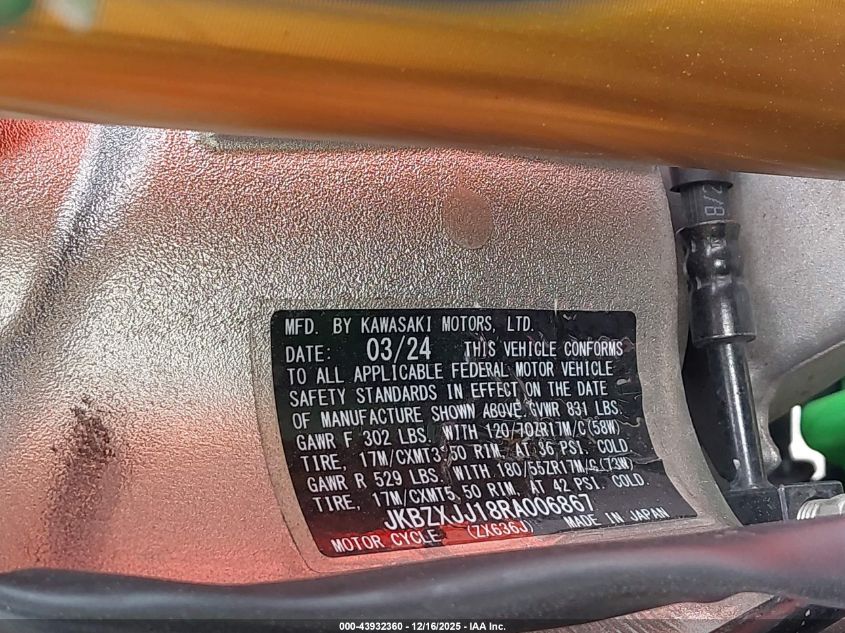 8/2
MFD. BY KAWASAKI MOTORS, LTD.
DATE: 03/24 THIS VEHICLE CONFORMS
TO ALL APPLICABLE FEDERAL MOTOR VEHICLE
SAFETY STANDARDS IN EFFECT ON THE DATE
OF MANUFACTURE SHOWN ABOVE. GVWR 831 LBS.
GAWR F 302 LBS. WITH 120/70ZR17M/C(58W)
TIRE, 17M/CXMT3.50 RIM, AT 36 PSI. COLD.
GAWR R 529 LBS. WITH 180/55ZR17M/C(73W)
TIRE, 17M/CXMT5.50 RIM, AT 42 PSI. COLD.
JKBZXJJ18RA006867
MOTOR CYCLE (ZX636J) MADE IN JAPAN
000-43932360 - 12/16/2025 - IAA Inc.